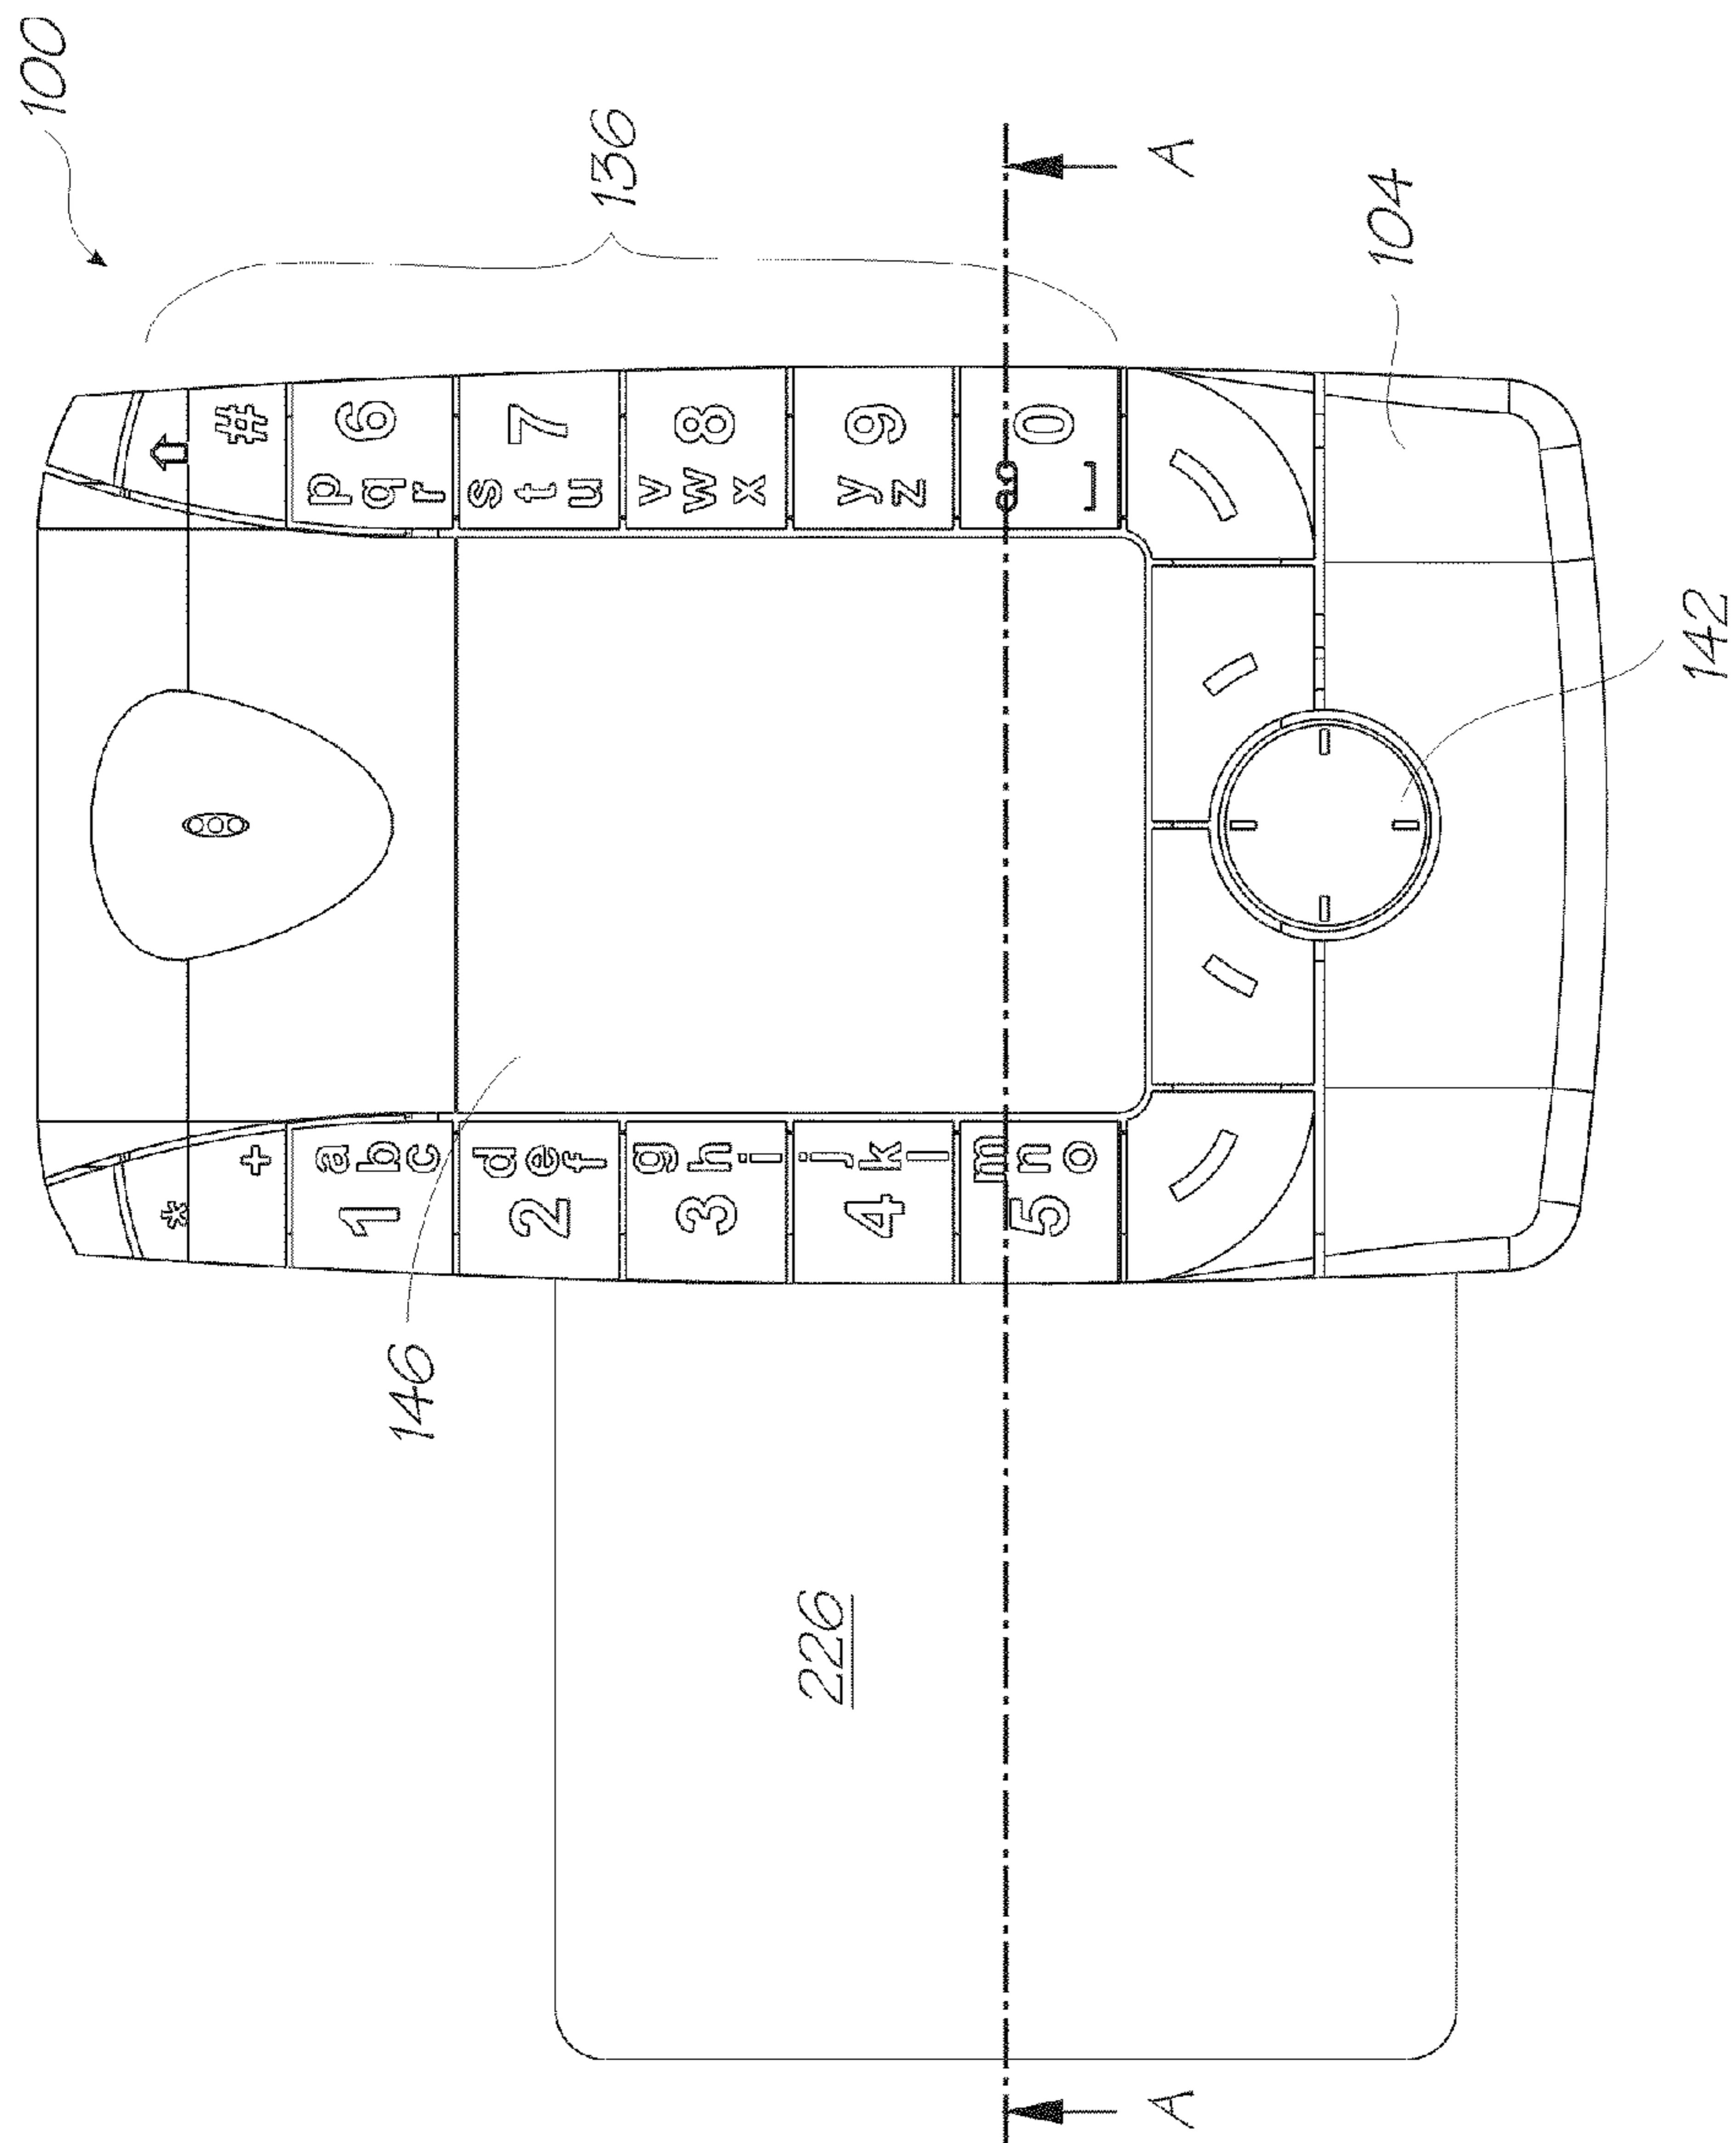 100
136
*
+
#
1 a b c
p q r 6
2 d e f
s t u 7
3 g h i
v w x 8
4 j k l
y z 9
5 m n o
0
146
226
A
A
104
142